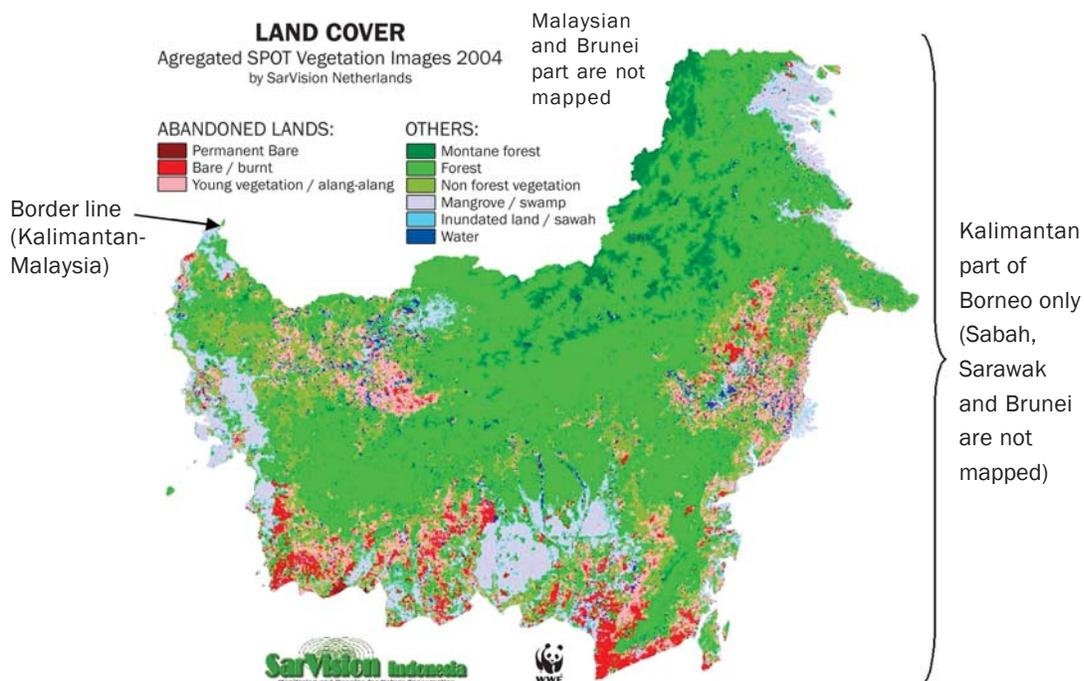 LAND COVER
Agregated SPOT Vegetation Images 2004
by SarVision Netherlands
Malaysian
and Brunei
part are not
mapped
ABANDONED LANDS:
Permanent Bare
Bare / burnt
Young vegetation / alang-alang
OTHERS:
Montane forest
Forest
Non forest vegetation
Mangrove / swamp
Inundated land / sawah
Water
Border line
(Kalimantan-
Malaysia)
Kalimantan
part of
Borneo only
(Sabah,
Sarawak
and Brunei
are not
mapped)
SarVision Indonesia
WWF